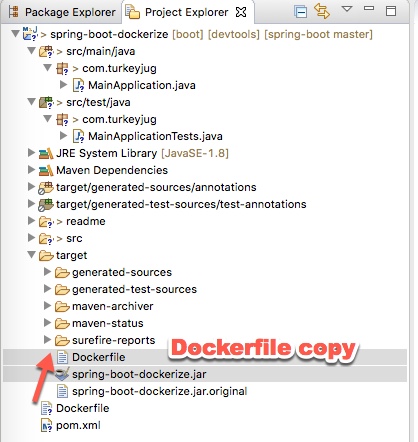 Package Explorer Project Explorer
> spring-boot-dockerize [boot] [devtools] [spring-boot master]
> src/main/java
> com.turkeyjug
> MainApplication.java
> src/test/java
> com.turkeyjug
> MainApplicationTests.java
JRE System Library [JavaSE-1.8]
Maven Dependencies
target/generated-sources/annotations
target/generated-test-sources/test-annotations
> readme
> src
target
generated-sources
generated-test-sources
maven-archiver
maven-status
surefire-reports
Dockerfile copy
Dockerfile
spring-boot-dockerize.jar
spring-boot-dockerize.jar.original
Dockerfile
pom.xml